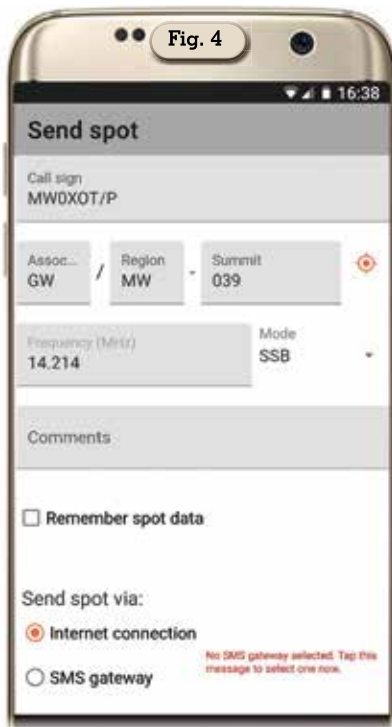 Fig. 4
16:38
Send spot
Call sign
MW0XOT/P
Assoc... Region Summit
GW / MW - 039
Frequency (MHz) Mode
14.214 SSB
Comments
Remember spot data
Send spot via:
Internet connection
No SMS gateway selected. Tap this
message to select one now.
SMS gateway